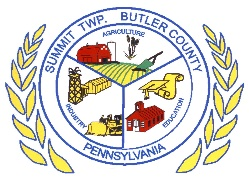 SUMMIT TWP. BUTLER COUNTY
AGRICULTURE
INDUSTRY
EDUCATION
PENNSYLVANIA